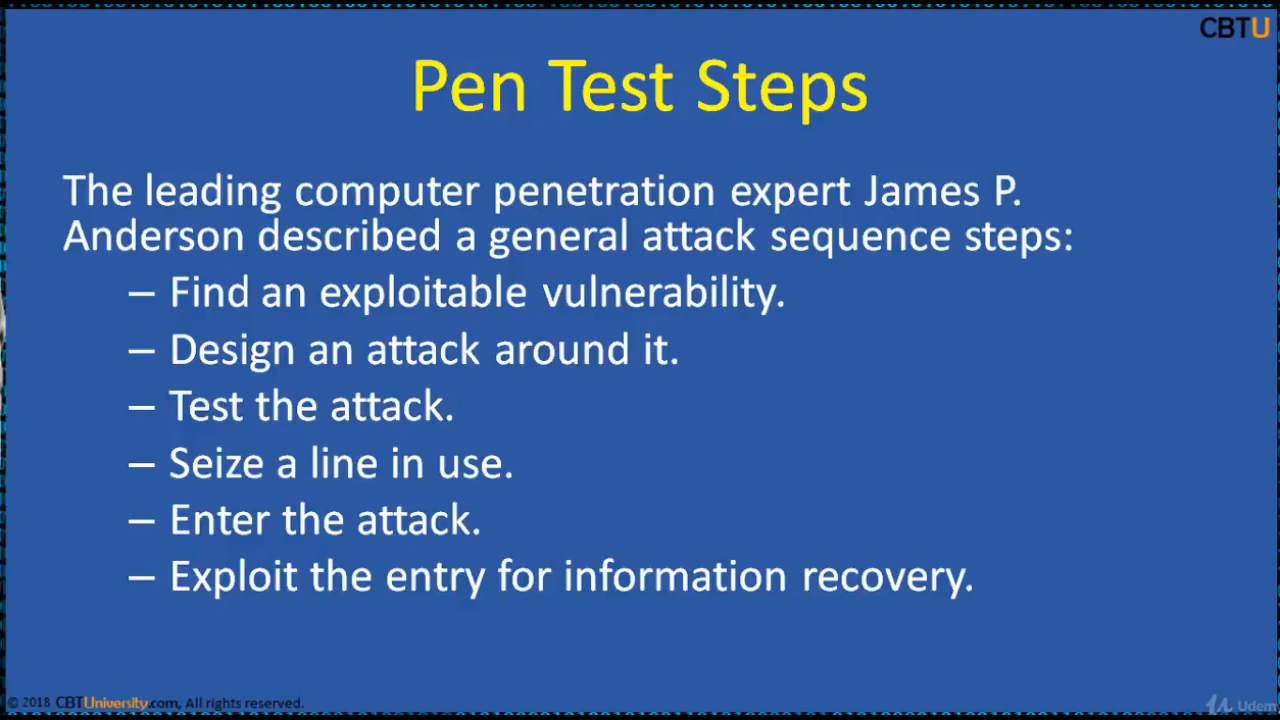 CBTU
Pen Test Steps
The leading computer penetration expert James P.
Anderson described a general attack sequence steps:
– Find an exploitable vulnerability.
– Design an attack around it.
– Test the attack.
– Seize a line in use.
– Enter the attack.
– Exploit the entry for information recovery.
© 2018 CBTUniversity.com, All rights reserved.